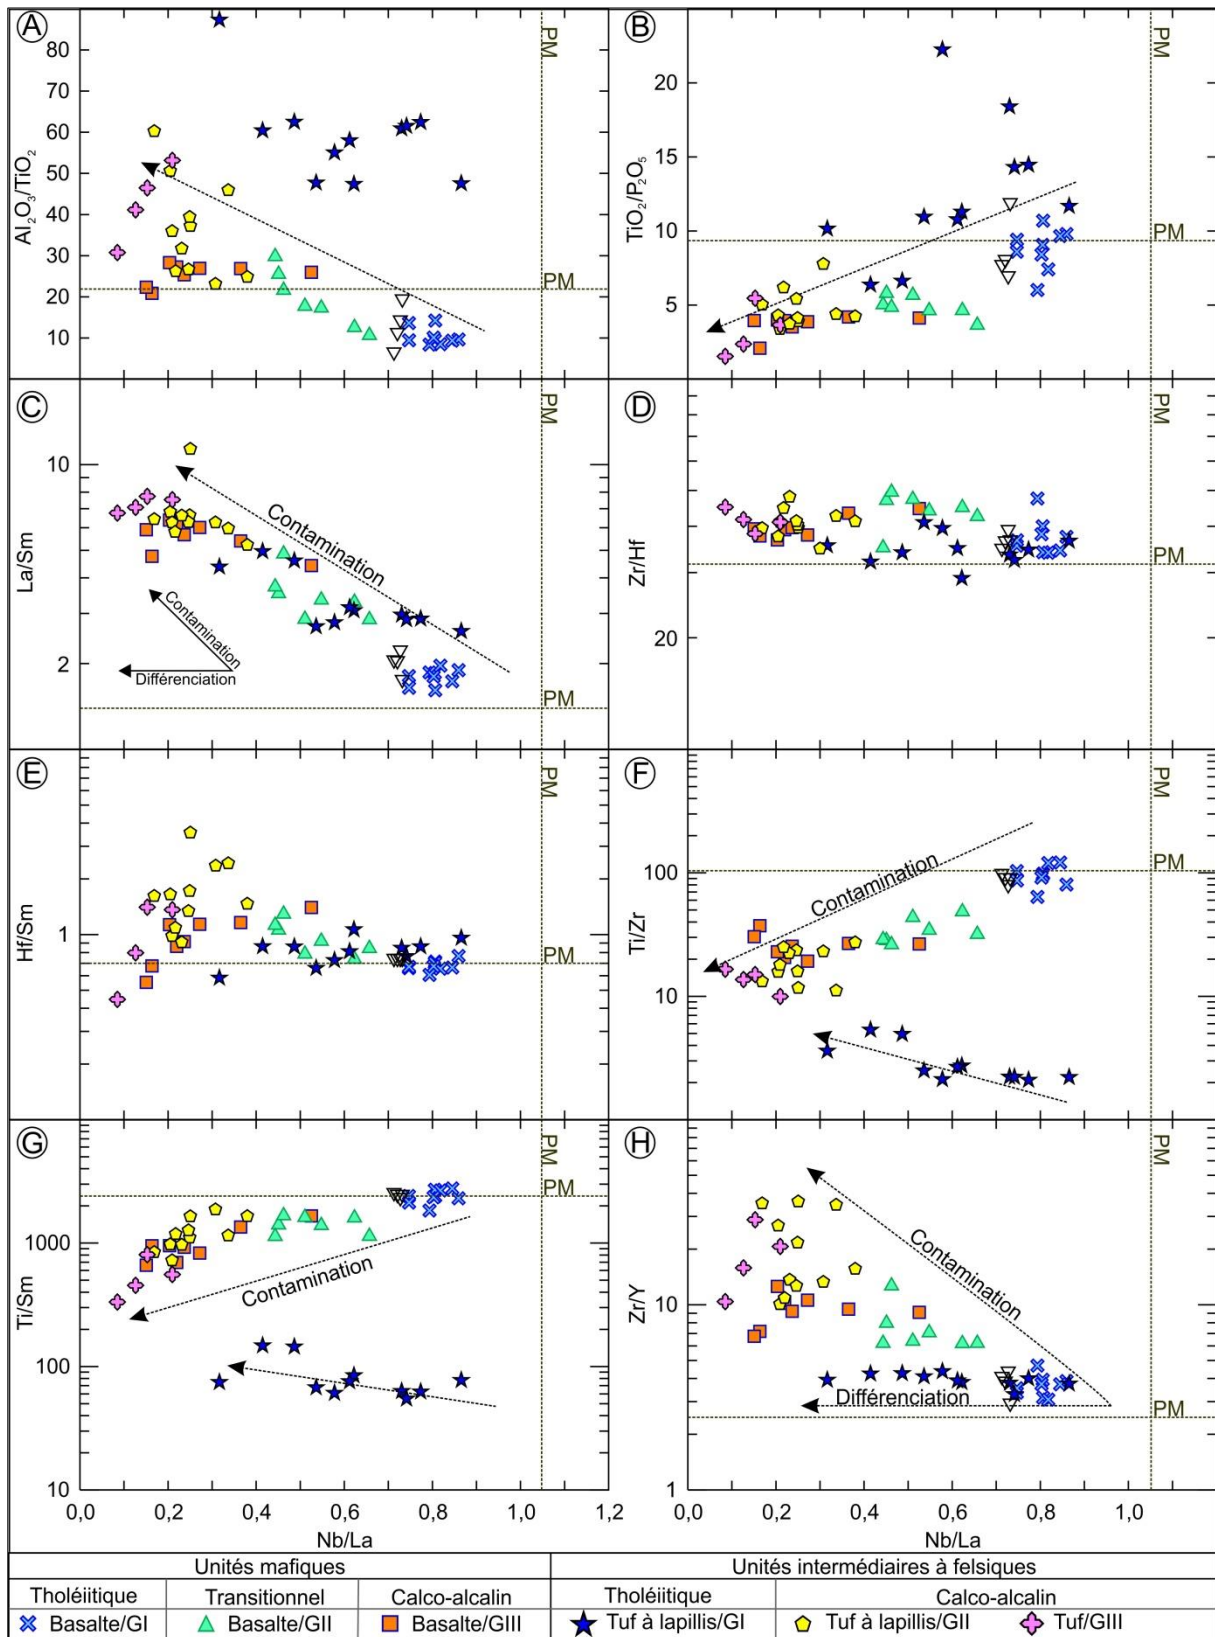 A
PM
80
70
60
50
40
30
20
10
Al₂O₃/TiO₂
PM
B
PM
20
15
10
5
TiO₂/P₂O₅
PM
C
PM
10
2
La/Sm
Contamination
Contamination
Différenciation
PM
D
PM
20
Zr/Hf
PM
E
PM
1
Hf/Sm
PM
F
PM
100
10
Ti/Zr
Contamination
PM
G
PM
1000
100
10
Ti/Sm
Contamination
PM
0,0 0,2 0,4 0,6 0,8 1,0 1,2
Nb/La
H
PM
10
1
Zr/Y
Contamination
Différenciation
PM
0,2 0,4 0,6 0,8 1,0
Nb/La
Unités mafiques
Unités intermédiaires à felsiques
Tholéiitique
Transitionnel
Calco-alcalin
Tholéiitique
Calco-alcalin
Basalte/GI
Basalte/GII
Basalte/GIII
Tuf à lapillis/GI
Tuf à lapillis/GII
Tuf/GIII